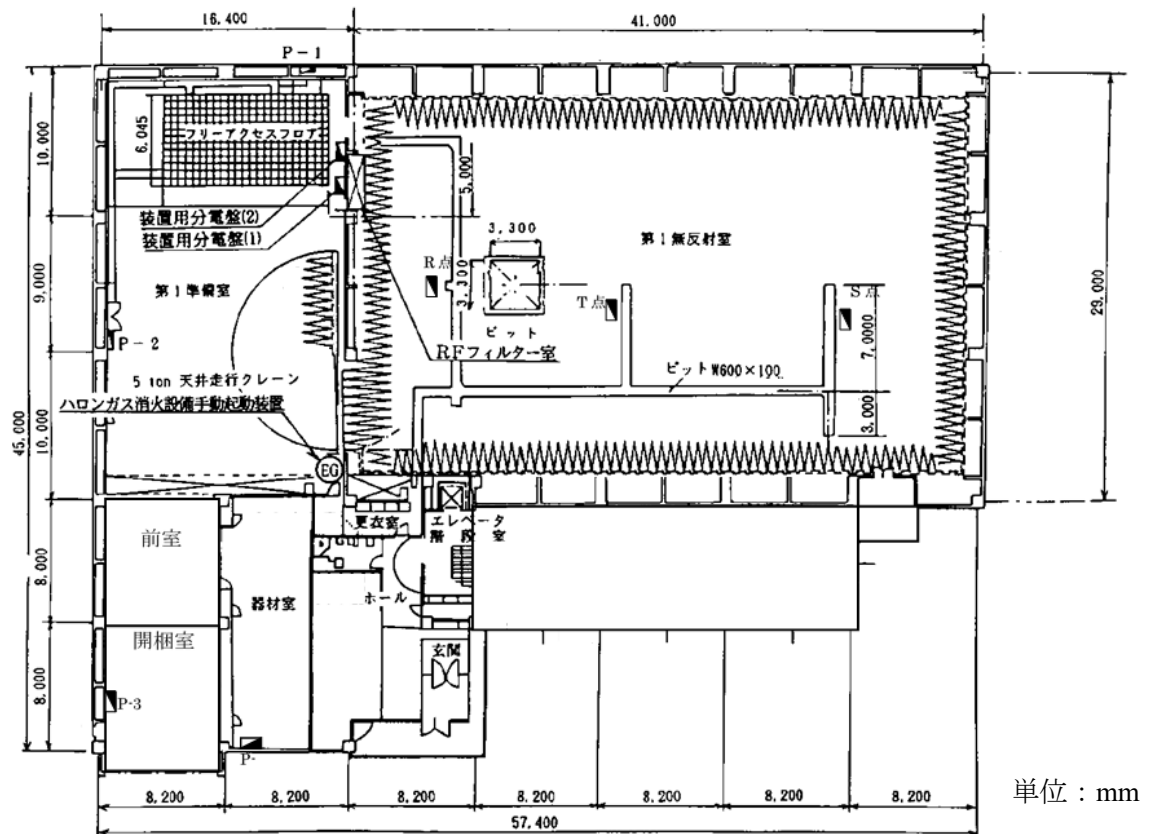 16,400
41,000
P-1
10,000
6,045
フリーアクセスフロア
5,000
装置用分電盤(2)
装置用分電盤(1)
3,300
3,300
第1無反射室
29,000
9,000
第1準備室
R点
T点
S点
ピット
RFフィルター室
P-2
7,0000
ピットW600×100
5 ton 天井走行クレーン
ハロンガス消火設備手動起動装置
3,000
45,000
10,000
EG
前室
更衣室
エレベータ
階段室
8,000
器材室
ホール
開梱室
玄関
8,000
P-3
P-
8,200
8,200
8,200
8,200
8,200
8,200
8,200
57,400
単位：mm